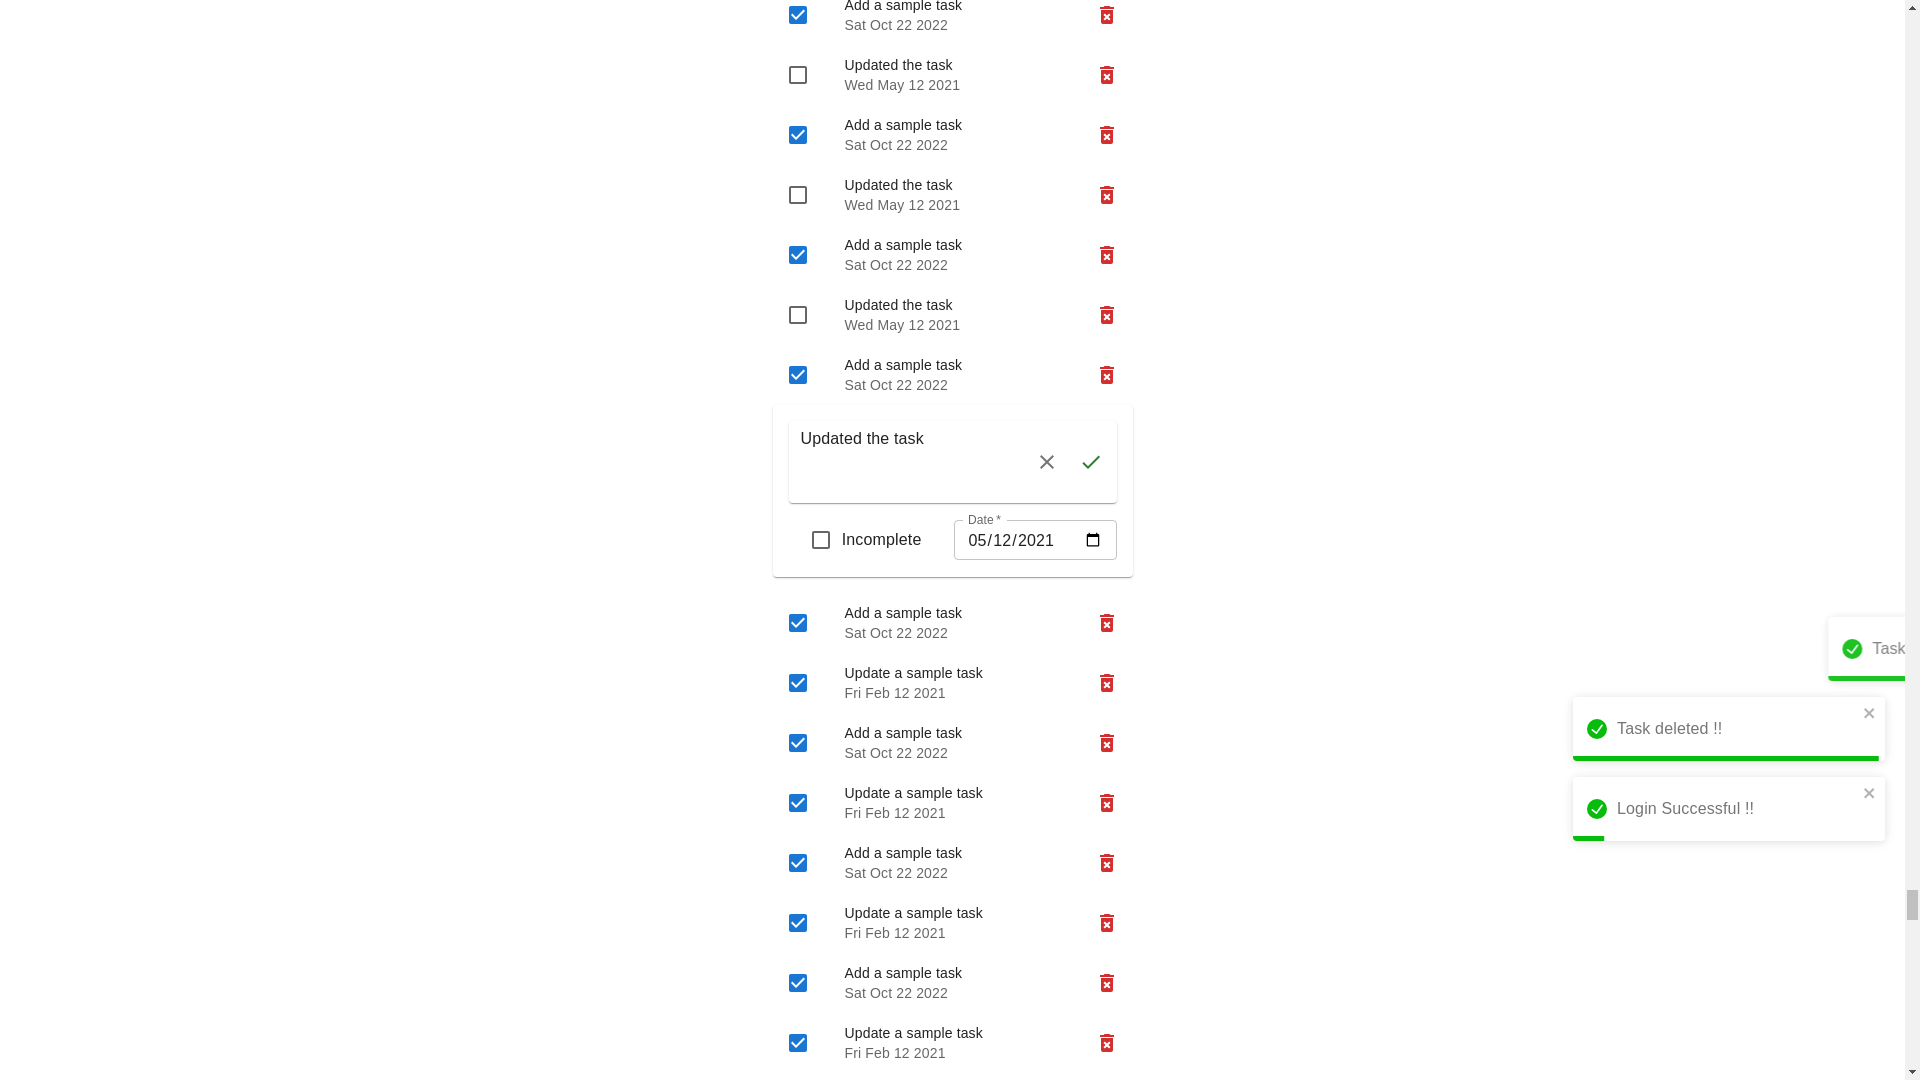 Add a sample task
Sat Oct 22 2022
Updated the task
Wed May 12 2021
Add a sample task
Sat Oct 22 2022
Updated the task
Wed May 12 2021
Add a sample task
Sat Oct 22 2022
Updated the task
Wed May 12 2021
Add a sample task
Sat Oct 22 2022
Updated the task
Incomplete
Date *
05/12/2021
Add a sample task
Sat Oct 22 2022
Task
Update a sample task
Fri Feb 12 2021
Task deleted !!
Add a sample task
Sat Oct 22 2022
Update a sample task
Fri Feb 12 2021
Login Successful !!
Add a sample task
Sat Oct 22 2022
Update a sample task
Fri Feb 12 2021
Add a sample task
Sat Oct 22 2022
Update a sample task
Fri Feb 12 2021